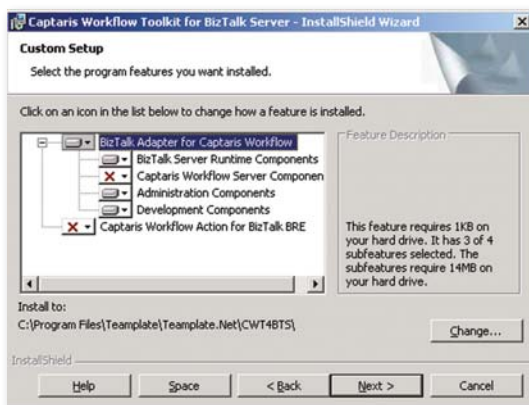 Captaris Workflow Toolkit for BizTalk Server - InstallShield Wizard
Custom Setup
Select the program features you want installed.
Click on an icon in the list below to change how a feature is installed.
BizTalk Adapter for Captaris Workflow
BizTalk Server Runtime Components
Captaris Workflow Server Componen
Administration Components
Development Components
Captaris Workflow Action for BizTalk BRE
Feature Description
This feature requires 1KB on
your hard drive. It has 3 of 4
subfeatures selected. The
subfeatures require 14MB on
your hard drive.
Install to:
C:\Program Files\Teamplate\Teamplate.Net\CWT4BTS\
Change...
InstallShield
Help
Space
< Back
Next >
Cancel